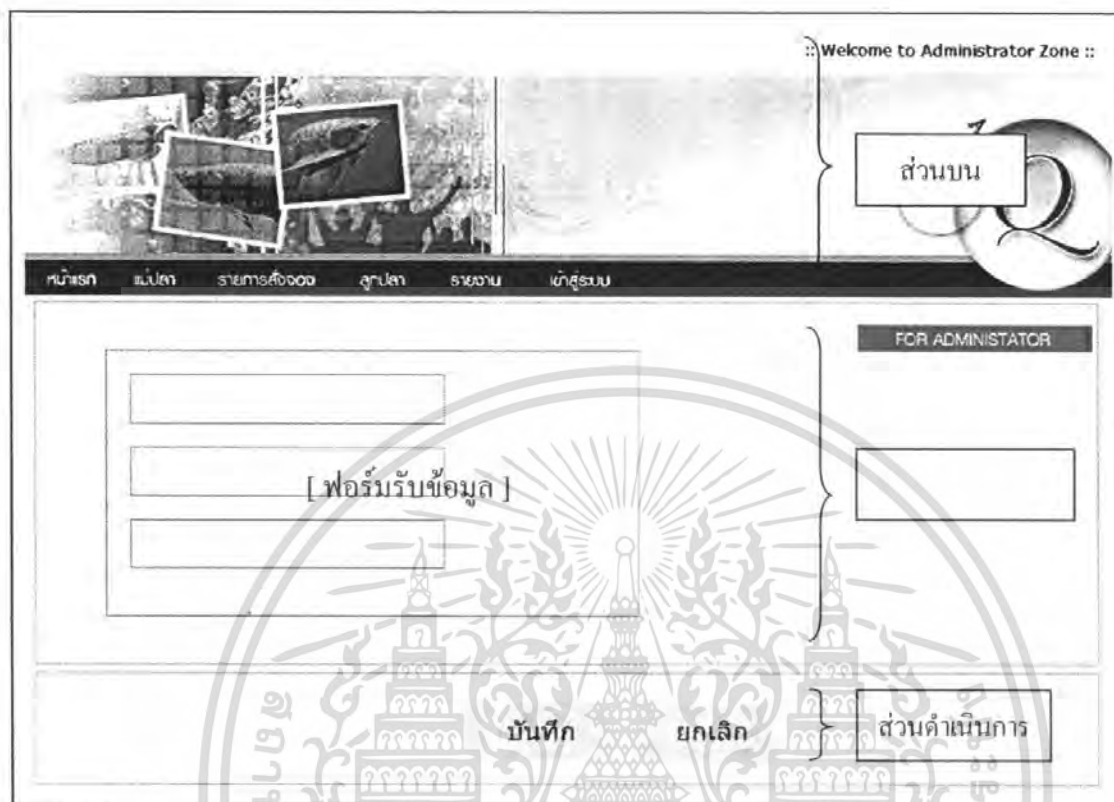 :: Welcome to Administrator Zone ::
ส่วนบน
หน้าแรก แม่ปลา รายการสั่งจอง ลูกปลา รายงาน เข้าสู่ระบบ
FOR ADMINISTATOR
[ ฟอร์มรับข้อมูล ]
บันทึก ยกเลิก
ส่วนดำเนินการ